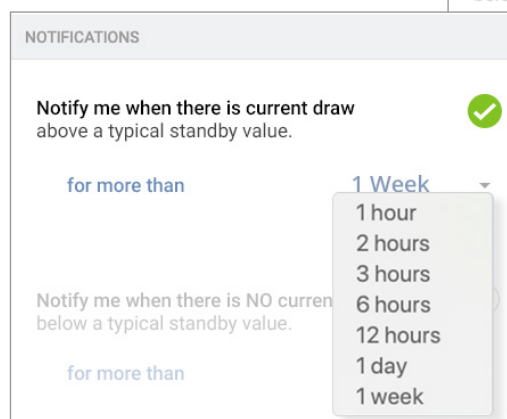 NOTIFICATIONS
Notify me when there is current draw
above a typical standby value.
for more than 1 Week
1 hour
2 hours
3 hours
6 hours
12 hours
1 day
1 week
Notify me when there is NO
below a typical standby value.
for more than